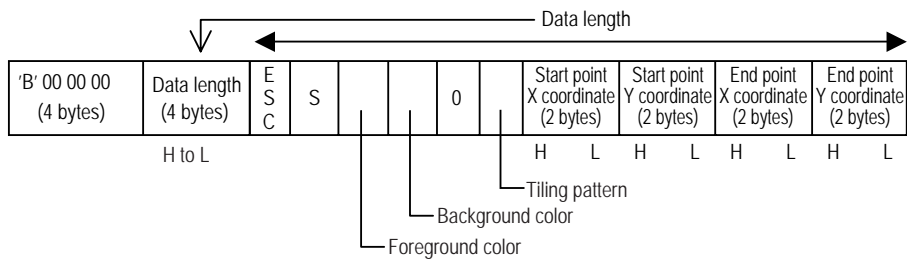 Data length
'B' 00 00 00
(4 bytes)
Data length
(4 bytes)
E
S
C
S
0
Start point
X coordinate
(2 bytes)
Start point
Y coordinate
(2 bytes)
End point
X coordinate
(2 bytes)
End point
Y coordinate
(2 bytes)
H to L
H L H L H L H L
Tiling pattern
Background color
Foreground color